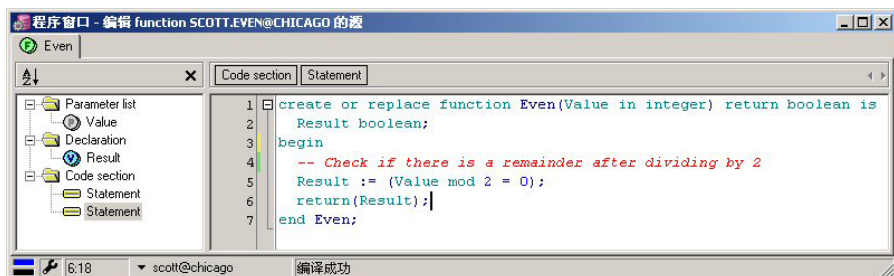 程序窗口 - 编辑 function SCOTT.EVEN@CHICAGO 的源
Even
Code section Statement
Parameter list
Value
Declaration
Result
Code section
Statement
Statement
1 create or replace function Even(Value in integer) return boolean is
2 Result boolean;
3 begin
4 -- Check if there is a remainder after dividing by 2
5 Result := (Value mod 2 = 0);
6 return(Result);
7 end Even;
6:18 scott@chicago 编译成功